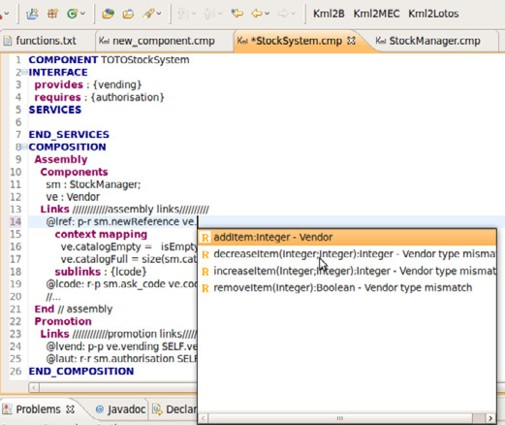 Kml2B Kml2MEC Kml2Lotos
functions.txt new_component.cmp *StockSystem.cmp StockManager.cmp
1 COMPONENT TOTOStockSystem
2 INTERFACE
3 provides : {vending}
4 requires : {authorisation}
5 SERVICES
6
7 END_SERVICES
8 COMPOSITION
9 Assembly
10 Components
11 sm : StockManager;
12 ve : Vendor
13 Links ////////////assembly links//////////
14 @lref: p-r sm.newReference ve.
15 context mapping
16 ve.catalogEmpty = isEmpty
17 ve.catalogFull = size(sm.cat
18 sublinks : {lcode}
19 @lcode: r-p sm.ask_code ve.co
20 //...
21 End // assembly
22 Promotion
23 Links ////////////promotion links/////
24 @lvend: p-p ve.vending SELF.ve
25 @laut: r-r sm.authorisation SELF
26 END_COMPOSITION
addItem:Integer - Vendor
decreaseItem(Integer;Integer):Integer - Vendor type misma
increaseItem(Integer;Integer):Integer - Vendor type misma
removeItem(Integer):Boolean - Vendor type mismatch
Problems Javadoc Declar